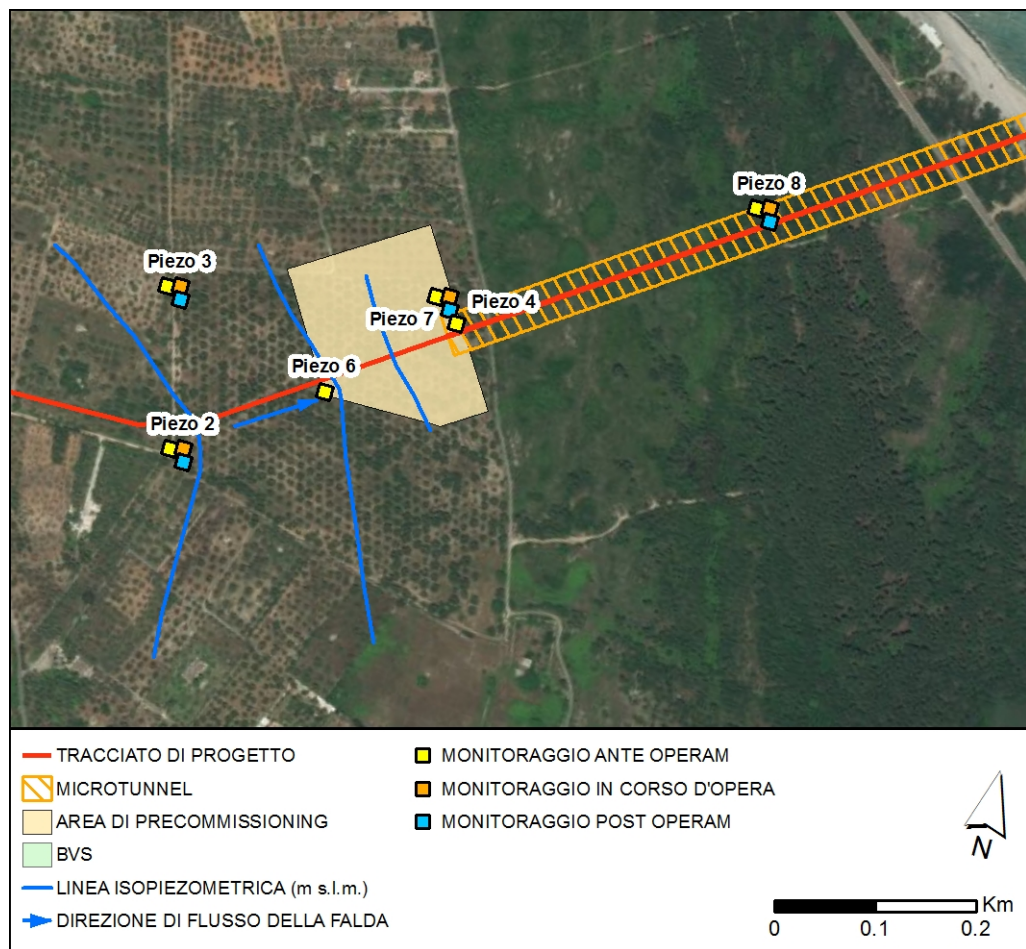 Piezo 8
Piezo 3
Piezo 4
Piezo 7
Piezo 6
Piezo 2
TRACCIATO DI PROGETTO
MICROTUNNEL
AREA DI PRECOMMISSIONING
BVS
LINEA ISOPIEZOMETRICA (m s.l.m.)
DIREZIONE DI FLUSSO DELLA FALDA
MONITORAGGIO ANTE OPERAM
MONITORAGGIO IN CORSO D'OPERA
MONITORAGGIO POST OPERAM
N
Km
0 0.1 0.2